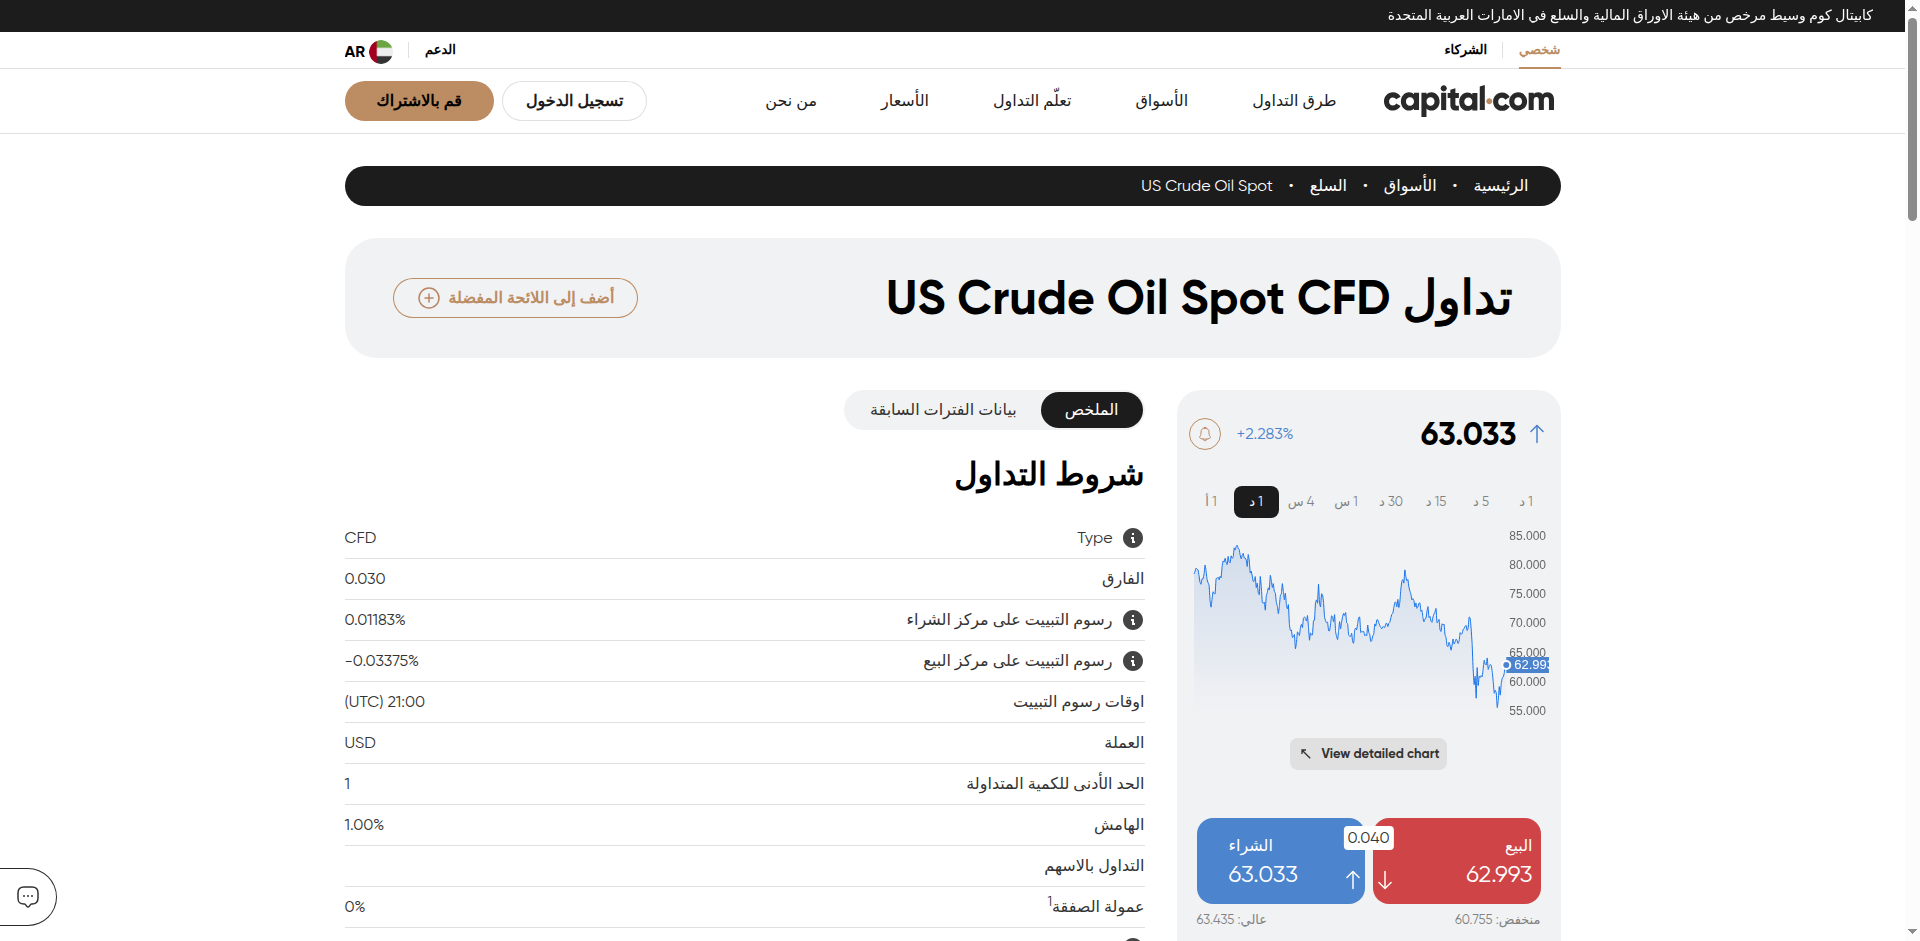 كابيتال كوم وسيط مرخص من هيئة الاوراق المالية والسلع في الامارات العربية المتحدة
شخصي
الشركاء
الدعم
AR
capital.com
طرق التداول
الأسواق
تعلّم التداول
الأسعار
من نحن
تسجيل الدخول
قم بالاشتراك
الرئيسية • الأسواق • السلع • US Crude Oil Spot
تداول US Crude Oil Spot CFD
أضف إلى اللائحة المفضلة
63.033
+2.283%
1 د
5 د
15 د
30 د
1 س
4 س
1 د
1 أ
85.000
80.000
75.000
70.000
65.000
62.993
60.000
55.000
View detailed chart
البيع
62.993
0.040
الشراء
63.033
منخفض: 60.755
عالي: 63.435
الملخص
بيانات الفترات السابقة
شروط التداول
Type
CFD
الفارق
0.030
رسوم التبييت على مركز الشراء
0.01183%
رسوم التبييت على مركز البيع
-0.03375%
اوقات رسوم التبييت
21:00 (UTC)
العملة
USD
الحد الأدنى للكمية المتداولة
1
الهامش
1.00%
التداول بالاسهم
عمولة الصفقة1
0%